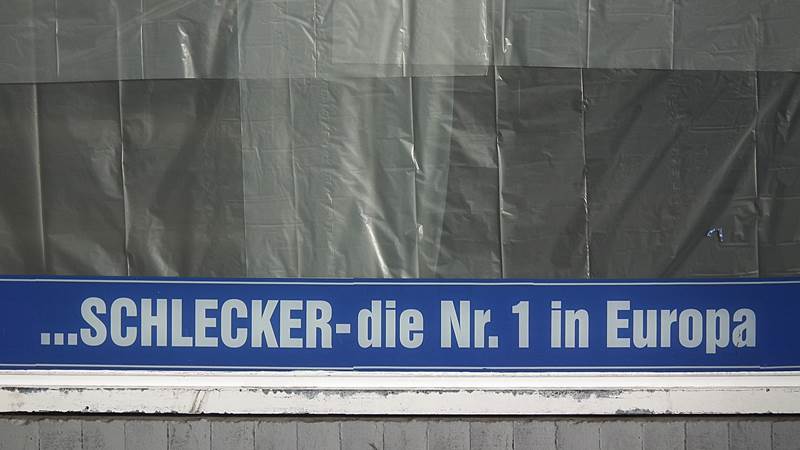 ...SCHLECKER-die Nr. 1 in Europa